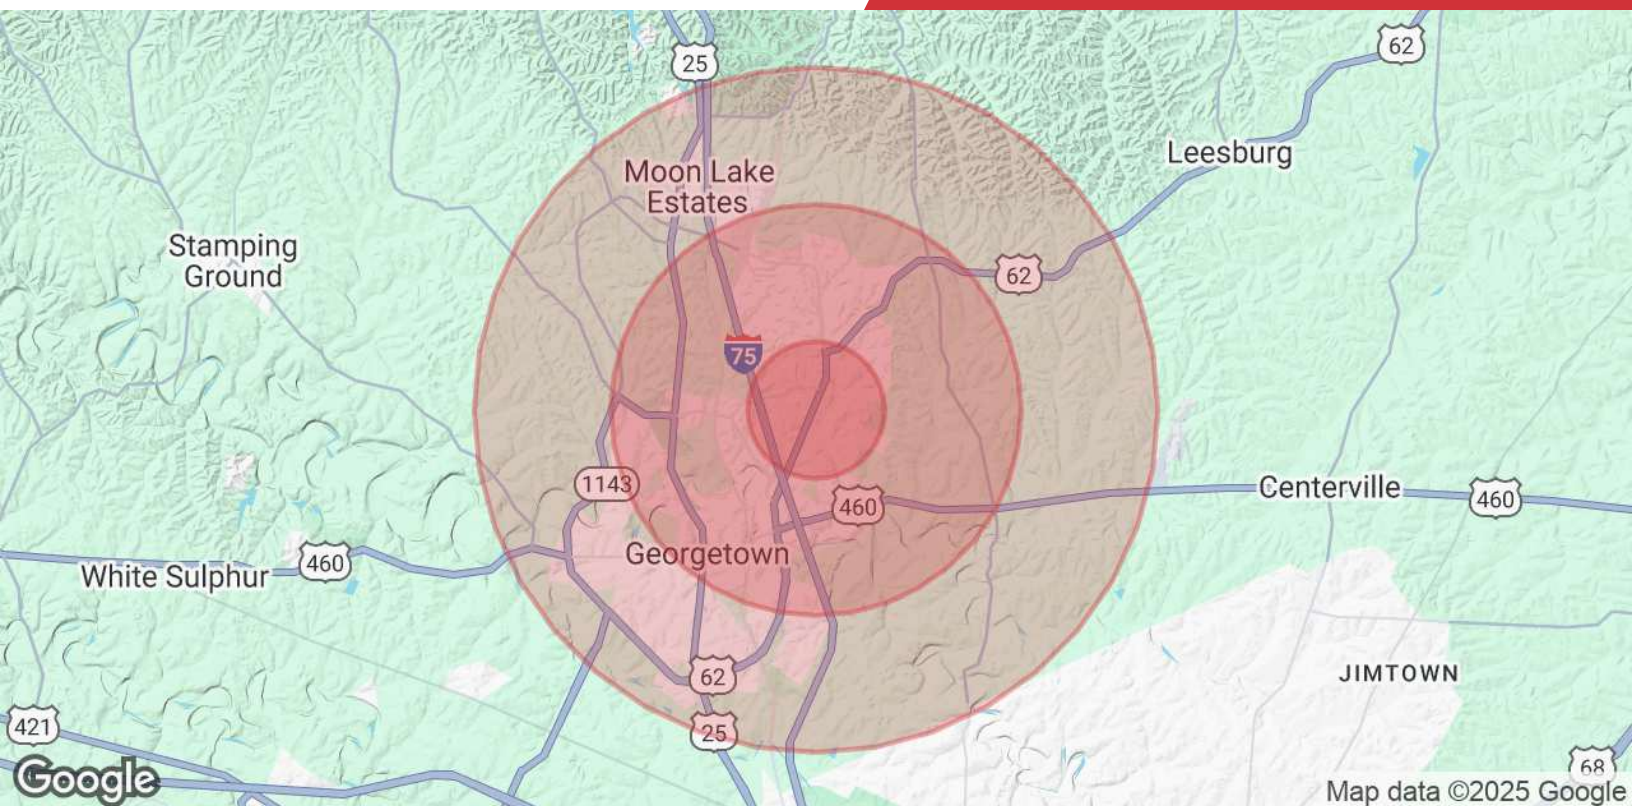 62
25
Leesburg
Moon Lake
Estates
Stamping
Ground
62
75
1143
Centerville
460
460
Georgetown
460
White Sulphur
62
JIMTOWN
421
25
68
Google
Map data ©2025 Google